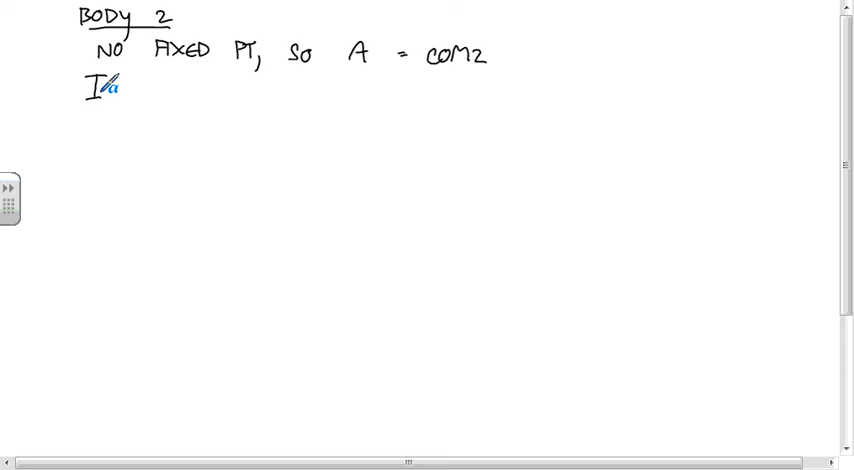 BODY 2
NO FIXED PT, SO A = COM2
I